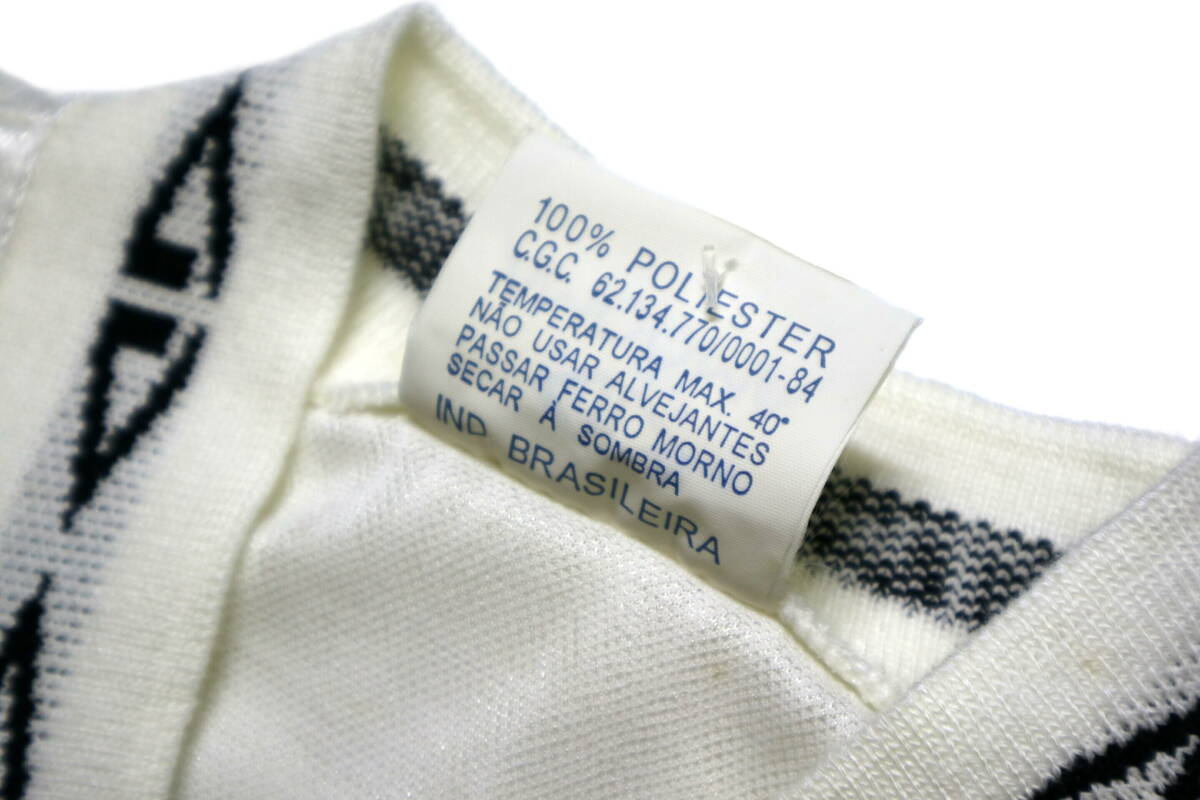 100% POLIESTER
C.G.C. 62.134.770/0001-84
TEMPERATURA MAX. 40°
NÃO USAR ALVEJANTES
PASSAR FERRO MORNO
SECAR À SOMBRA
IND. BRASILEIRA